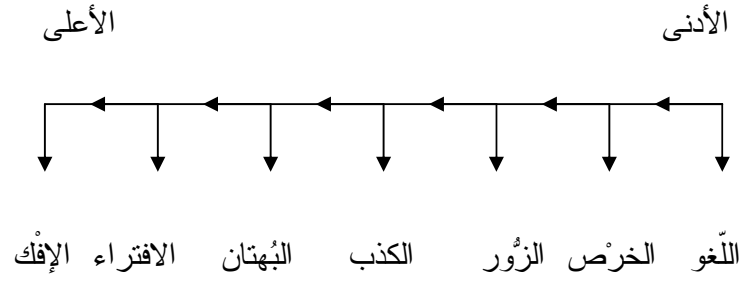 الأدنى الأعلى
اللّغو الخرْص الزُّور الكذب البُهتان الافتراء الإفْك